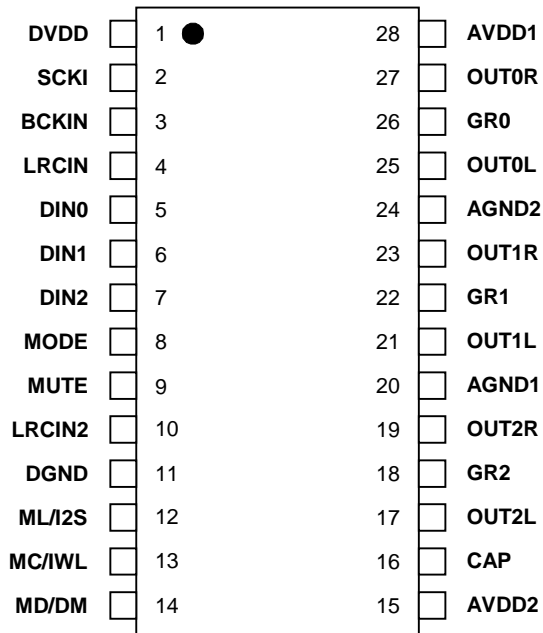 DVDD 1 28 AVDD1
SCKI 2 27 OUT0R
BCKIN 3 26 GR0
LRCIN 4 25 OUT0L
DIN0 5 24 AGND2
DIN1 6 23 OUT1R
DIN2 7 22 GR1
MODE 8 21 OUT1L
MUTE 9 20 AGND1
LRCIN2 10 19 OUT2R
DGND 11 18 GR2
ML/I2S 12 17 OUT2L
MC/IWL 13 16 CAP
MD/DM 14 15 AVDD2